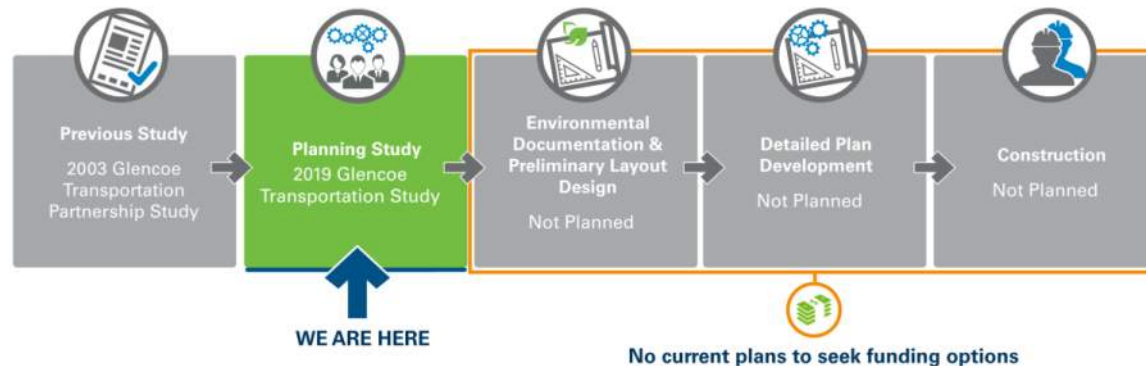 Previous Study
2003 Glencoe
Transportation
Partnership Study
Planning Study
2019 Glencoe
Transportation Study
Environmental
Documentation &
Preliminary Layout
Design
Not Planned
Detailed Plan
Development
Not Planned
Construction
Not Planned
WE ARE HERE
No current plans to seek funding options